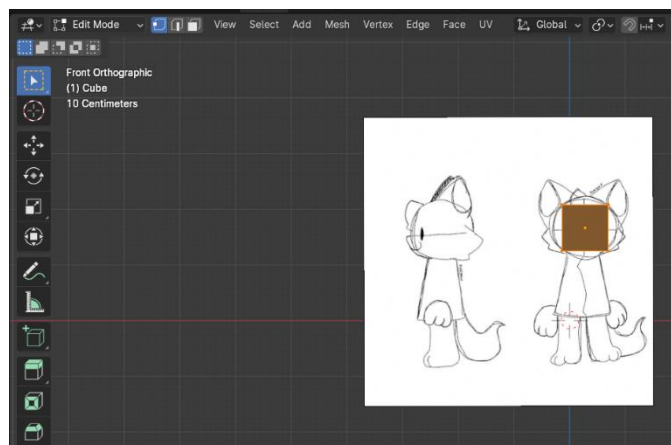 Edit Mode View Select Add Mesh Vertex Edge Face UV Global
Front Orthographic
(1) Cube
10 Centimeters